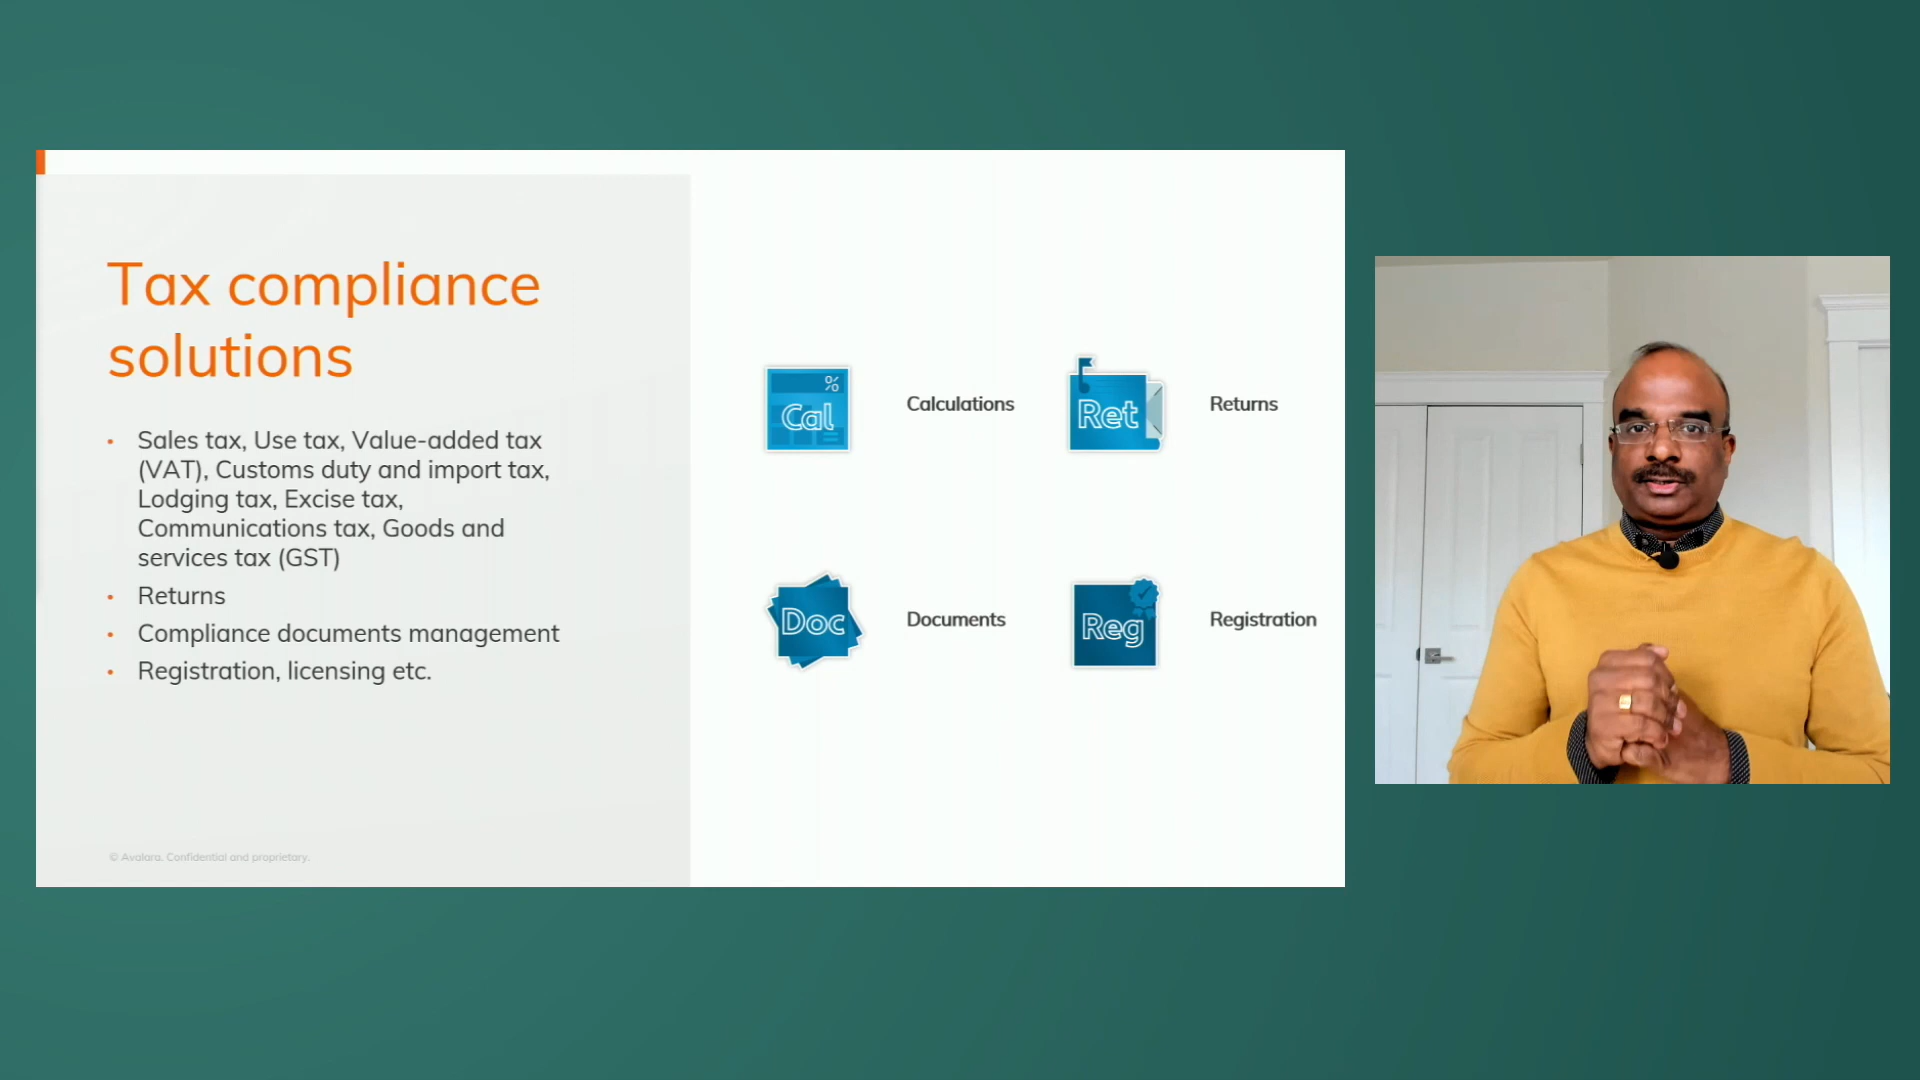 Tax compliance
solutions
• Sales tax, Use tax, Value-added tax
(VAT), Customs duty and import tax,
Lodging tax, Excise tax,
Communications tax, Goods and
services tax (GST)
• Returns
• Compliance documents management
• Registration, licensing etc.
© Avalara. Confidential and proprietary.
%
Cal
Calculations
Ret
Returns
Doc
Documents
Reg
Registration